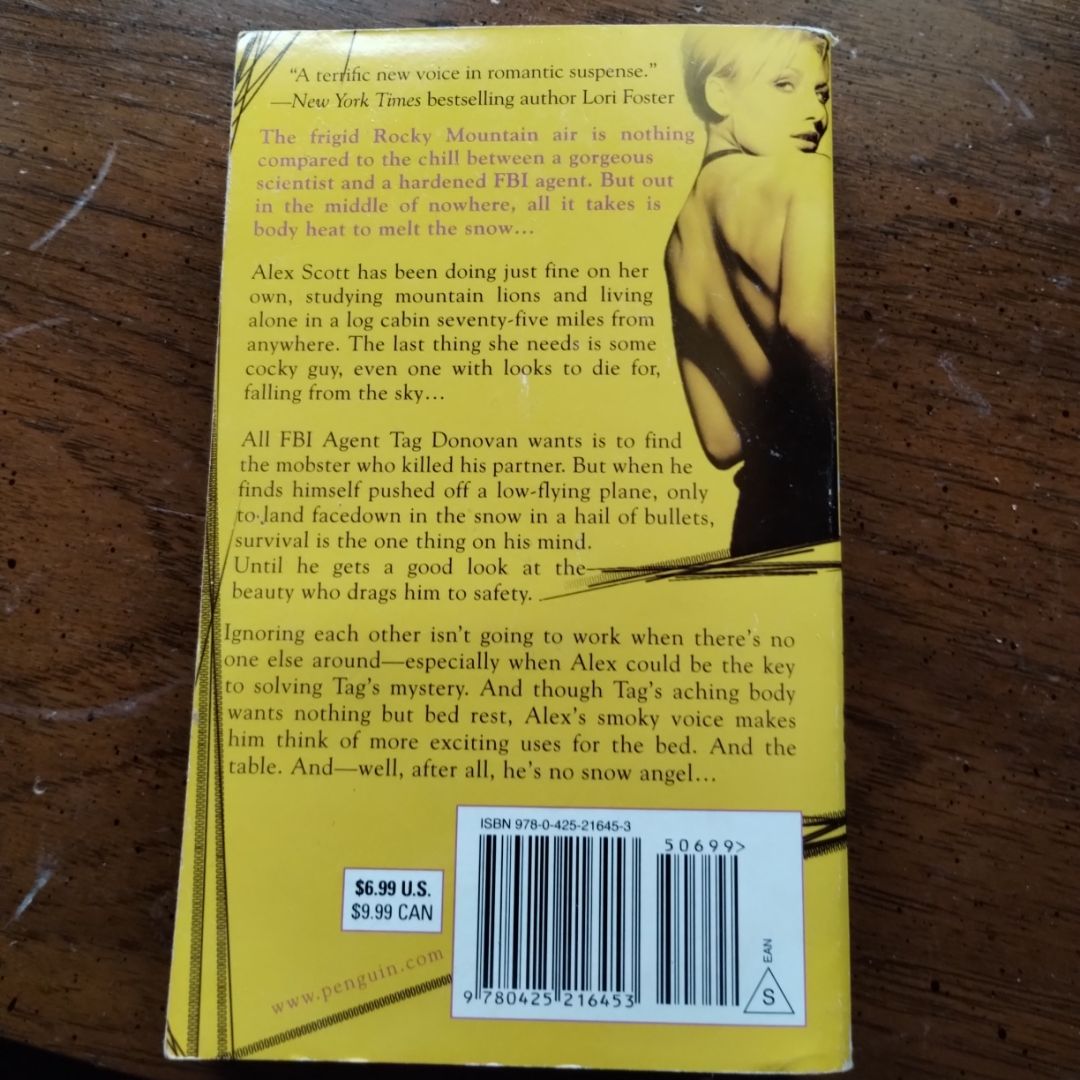 “A terrific new voice in romantic suspense.”
—New York Times bestselling author Lori Foster
The frigid Rocky Mountain air is nothing
compared to the chill between a gorgeous
scientist and a hardened FBI agent. But out
in the middle of nowhere, all it takes is
body heat to melt the snow…
Alex Scott has been doing just fine on her
own, studying mountain lions and living
alone in a log cabin seventy-five miles from
anywhere. The last thing she needs is some
cocky guy, even one with looks to die for,
falling from the sky…
All FBI Agent Tag Donovan wants is to find
the mobster who killed his partner. But when he
finds himself pushed off a low-flying plane, only
to land facedown in the snow in a hail of bullets,
survival is the one thing on his mind.
Until he gets a good look at the
beauty who drags him to safety.
Ignoring each other isn’t going to work when there’s no
one else around—especially when Alex could be the key
to solving Tag’s mystery. And though Tag’s aching body
wants nothing but bed rest, Alex’s smoky voice makes
him think of more exciting uses for the bed. And the
table. And—well, after all, he’s no snow angel…
ISBN 978-0-425-21645-3
50699>
$6.99 U.S.
$9.99 CAN
www.penguin.com
9 780425 216453
EAN
S